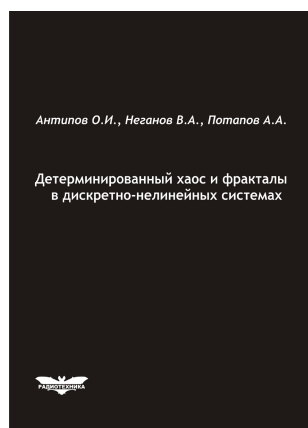 Антипов О.И., Неганов В.А., Потапов А.А.
Детерминированный хаос и фракталы
в дискретно-нелинейных системах
РАДИОТЕХНИКА